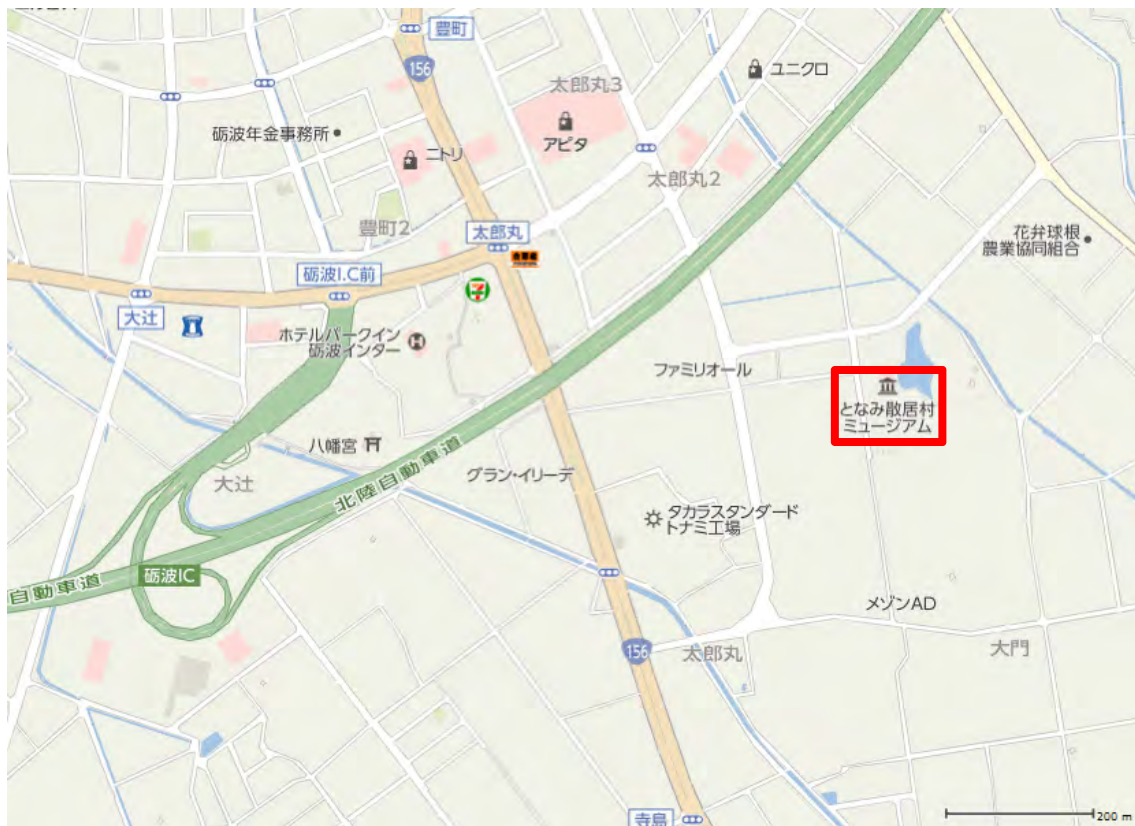 豊町
156
ユニクロ
太郎丸3
砺波年金事務所
アピタ
ニトリ
太郎丸2
豊町2
太郎丸
花弁球根
農業協同組合
砺波I.C前
吉野家
大辻
7
ホテルパークイン
砺波インター
H
ファミリオール
となみ散居村
ミュージアム
八幡宮
北陸自動車道
グラン・イリーデ
大辻
タカラスタンダード
トナミ工場
砺波IC
自動車道
メゾンAD
156
太郎丸
大門
寺島
200 m